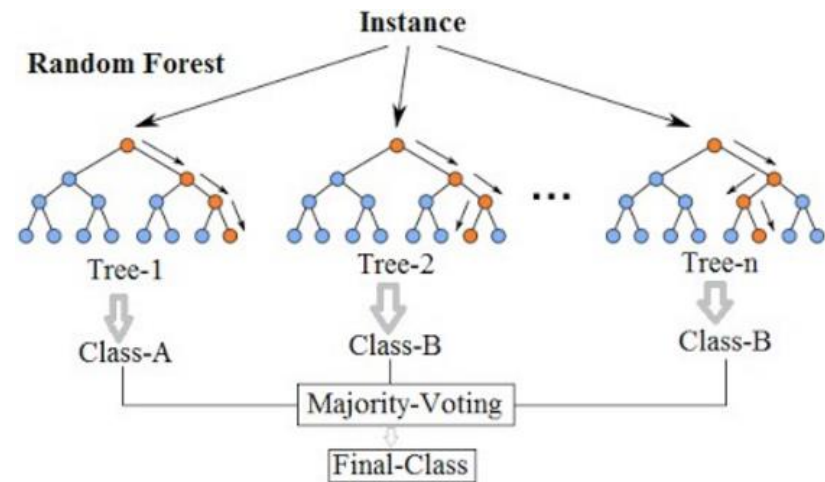 Instance
Random Forest
...
Tree-1
Tree-2
Tree-n
Class-A
Class-B
Class-B
Majority-Voting
Final-Class